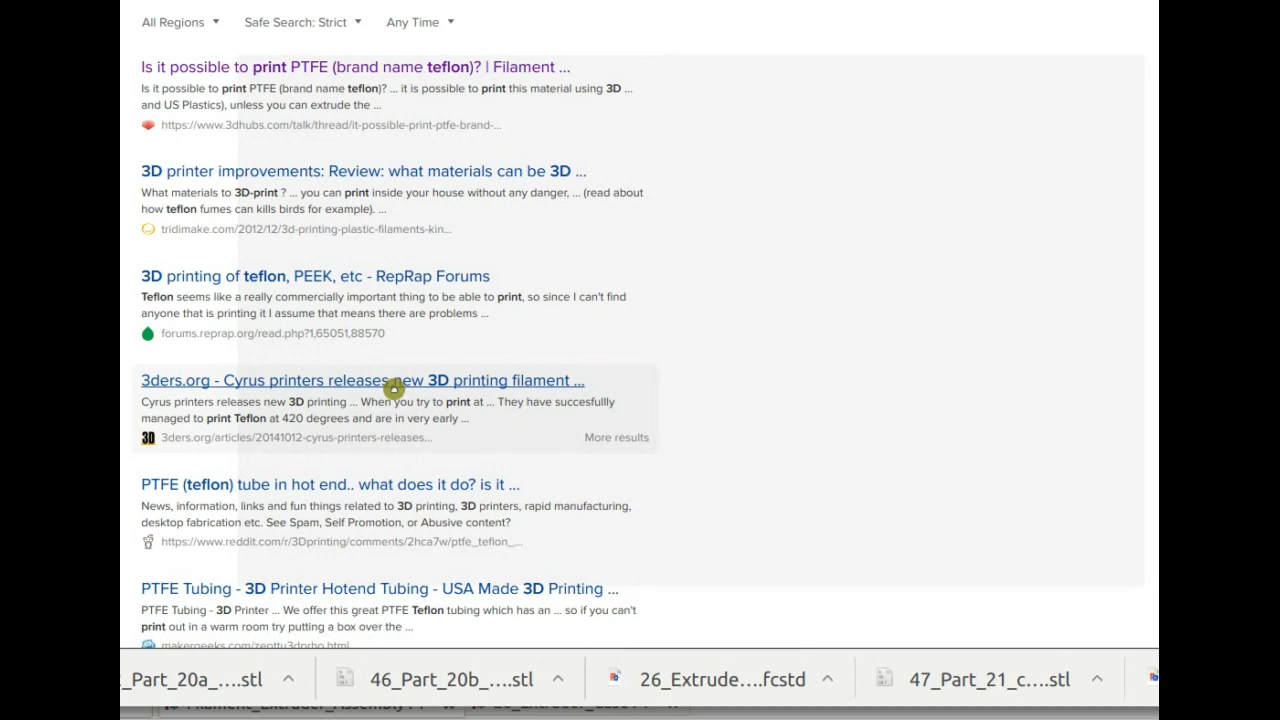 All Regions Safe Search: Strict Any Time
Is it possible to print PTFE (brand name teflon)? | Filament ...
Is it possible to print PTFE (brand name teflon)? ... it is possible to print this material using 3D ...
and US Plastics), unless you can extrude the ...
https://www.3dhubs.com/talk/thread/it-possible-print-ptfe-brand-...
3D printer improvements: Review: what materials can be 3D ...
What materials to 3D-print ? ... you can print inside your house without any danger, ... (read about
how teflon fumes can kills birds for example). ...
tridimake.com/2012/12/3d-printing-plastic-filaments-kin...
3D printing of teflon, PEEK, etc - RepRap Forums
Teflon seems like a really commercially important thing to be able to print, so since I can't find
anyone that is printing it I assume that means there are problems ...
forums.reprap.org/read.php?1,65051,88570
3ders.org - Cyrus printers releases new 3D printing filament ...
Cyrus printers releases new 3D printing ... When you try to print at ... They have succesfullly
managed to print Teflon at 420 degrees and are in very early ...
3D 3ders.org/articles/20141012-cyrus-printers-releases... More results
PTFE (teflon) tube in hot end.. what does it do? is it ...
News, information, links and fun things related to 3D printing, 3D printers, rapid manufacturing,
desktop fabrication etc. See Spam, Self Promotion, or Abusive content?
https://www.reddit.com/r/3Dprinting/comments/2hca7w/ptfe_teflon_...
PTFE Tubing - 3D Printer Hotend Tubing - USA Made 3D Printing ...
PTFE Tubing - 3D Printer ... We offer this great PTFE Teflon tubing which has an ... so if you can't
print out in a warm room try putting a box over the ...
makergeeks.com/zepttu3dprho.html
_Part_20a_....stl 46_Part_20b_....stl 26_Extrude....fcstd 47_Part_21_c....stl